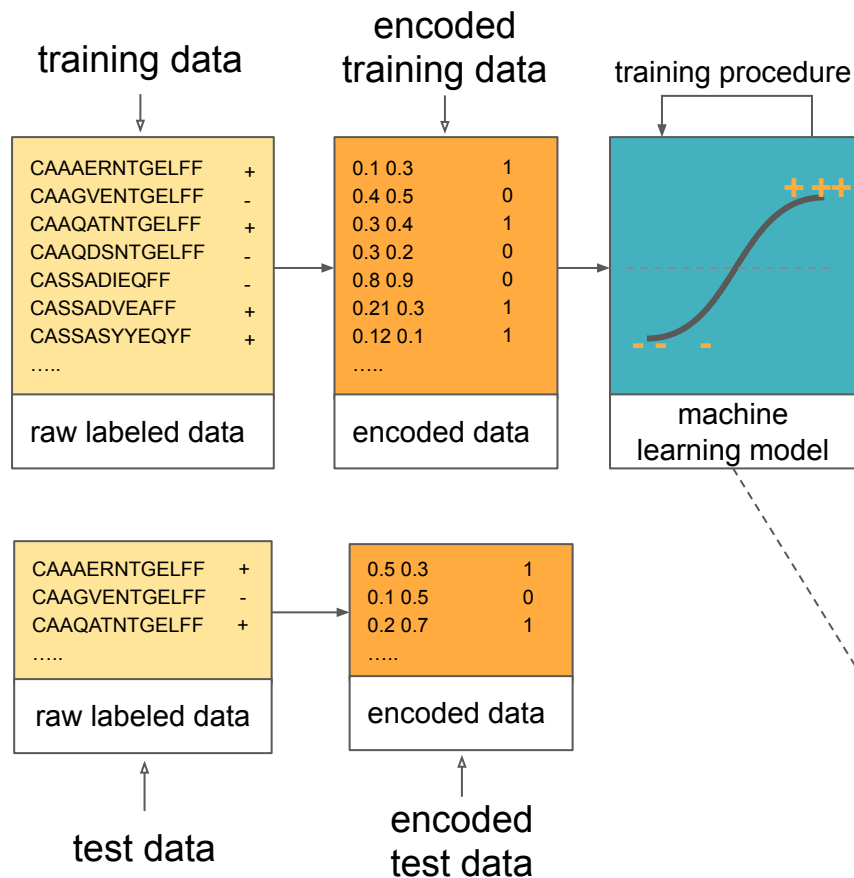 training data
encoded
training data
training procedure
CAAAERNTGELFF +
CAAGVENTGELFF -
CAAQATNTGELFF +
CAAQDSNTGELFF -
CASSADIEQFF -
CASSADVEAFF +
CASSASYYEQYF +
…..
raw labeled data
0.1 0.3 1
0.4 0.5 0
0.3 0.4 1
0.3 0.2 0
0.8 0.9 0
0.21 0.3 1
0.12 0.1 1
…..
encoded data
+ ++
- - -
machine
learning model
CAAAERNTGELFF +
CAAGVENTGELFF -
CAAQATNTGELFF +
…..
raw labeled data
0.5 0.3 1
0.1 0.5 0
0.2 0.7 1
…..
encoded data
test data
encoded
test data